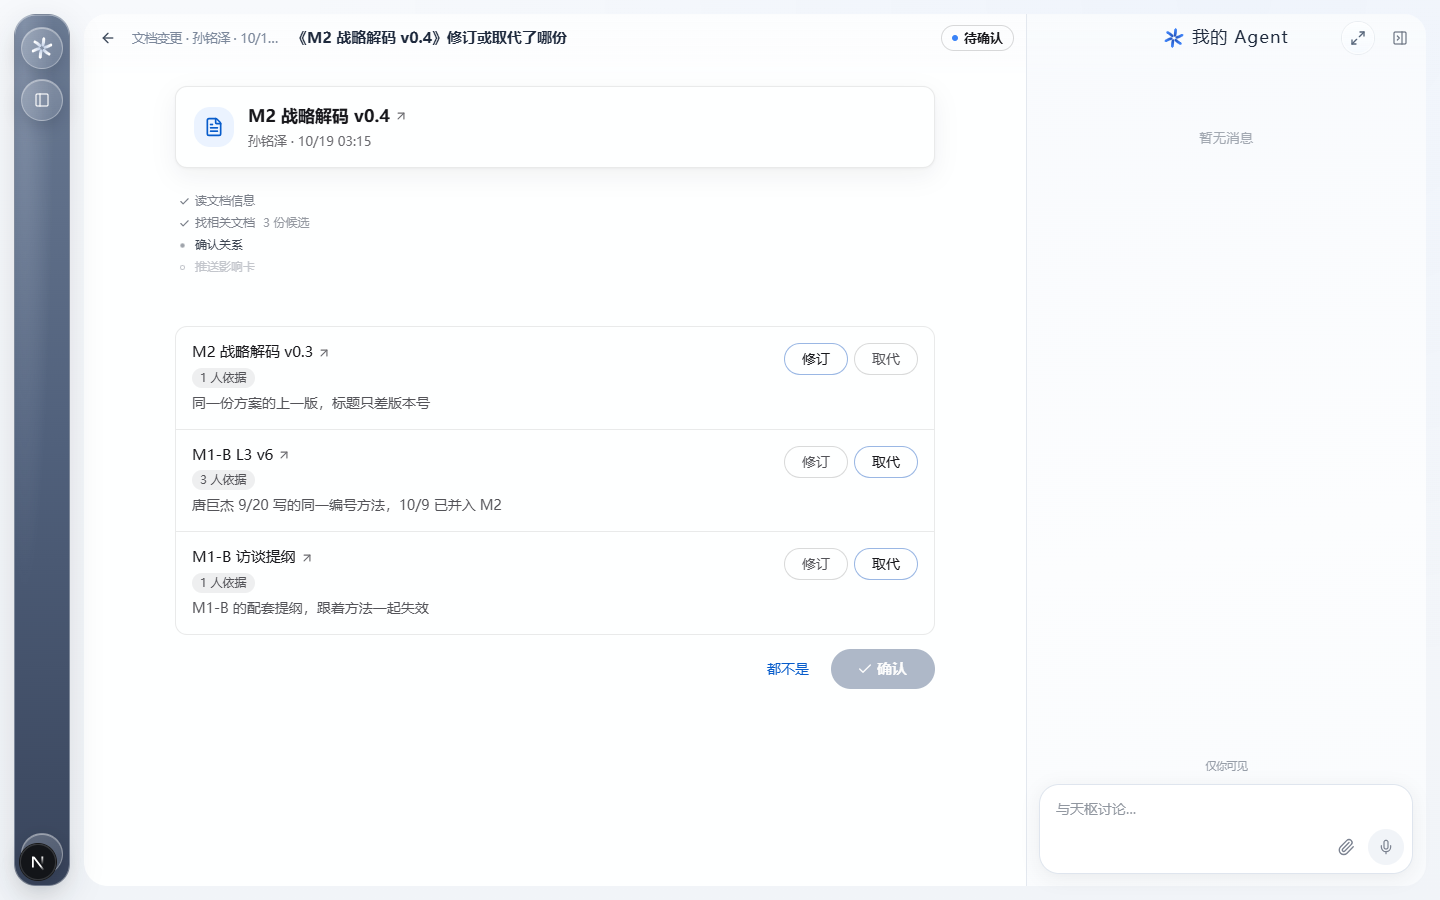 文档变更 · 孙铭泽 · 10/1... 《M2 战略解码 v0.4》修订或取代了哪份
待确认
M2 战略解码 v0.4
孙铭泽 · 10/19 03:15
读文档信息
找相关文档 3 份候选
确认关系
推送影响卡
M2 战略解码 v0.3
1 人依据
同一份方案的上一版，标题只差版本号
修订 取代
M1-B L3 v6
3 人依据
唐巨杰 9/20 写的同一编号方法，10/9 已并入 M2
修订 取代
M1-B 访谈提纲
1 人依据
M1-B 的配套提纲，跟着方法一起失效
修订 取代
都不是 确认
我的 Agent
暂无消息
仅你可见
与天枢讨论...
N